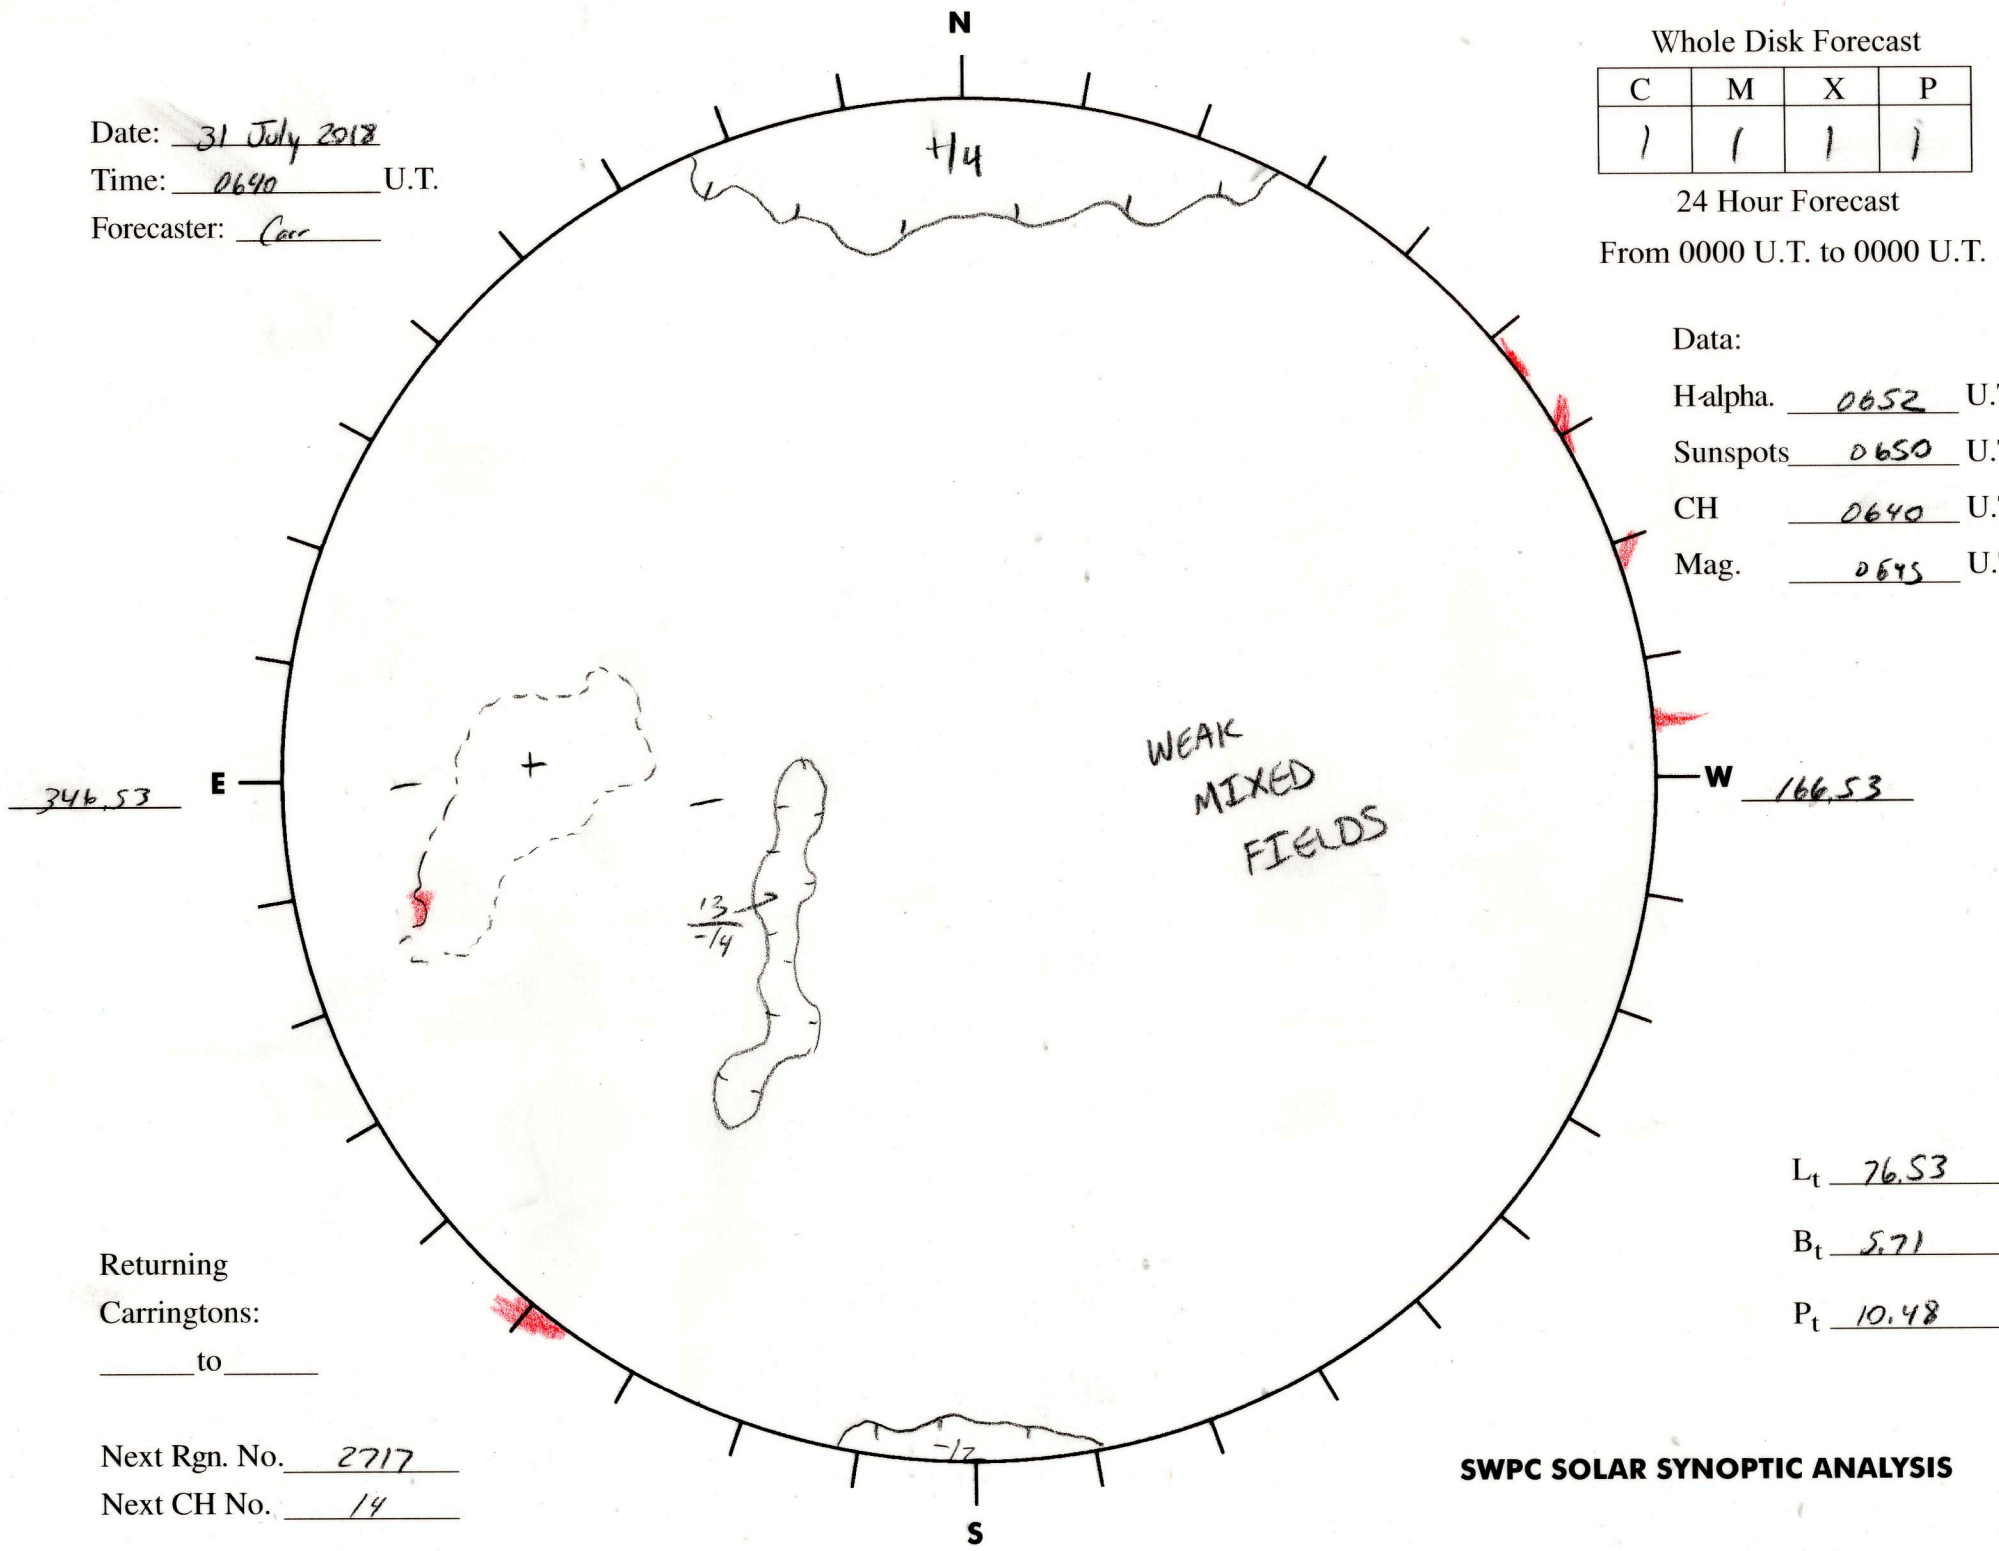 N
Whole Disk Forecast
C M X P
1 1 1 1
24 Hour Forecast
From 0000 U.T. to 0000 U.T.
Date: 31 July 2018
Time: 0640 U.T.
Forecaster: Carr
+/4
Data:
H-alpha. 0652 U.T
Sunspots 0650 U.T
CH 0640 U.T
Mag. 0645 U.T
+
WEAK
MIXED
FIELDS
346.53 E
W 166.53
13
-/4
Lt 76.53
Bt 5.71
Pt 10.48
Returning
Carringtons:
to
Next Rgn. No. 2717
Next CH No. 14
SWPC SOLAR SYNOPTIC ANALYSIS
S